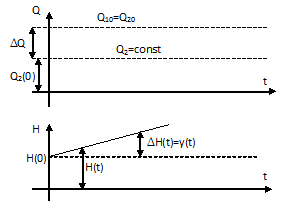 Q
Q10=Q20
ΔQ
Q2=const
Q2(0)
t
H
ΔH(t)=y(t)
H(0)
H(t)
t